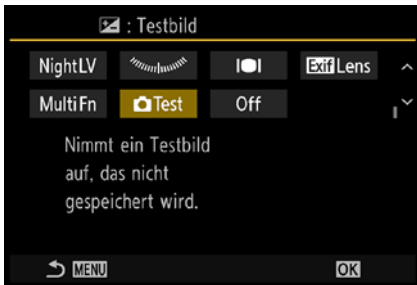 : Testbild
NightLV Exif Lens
MultiFn Test Off
Nimmt ein Testbild
auf, das nicht
gespeichert wird.
MENU OK